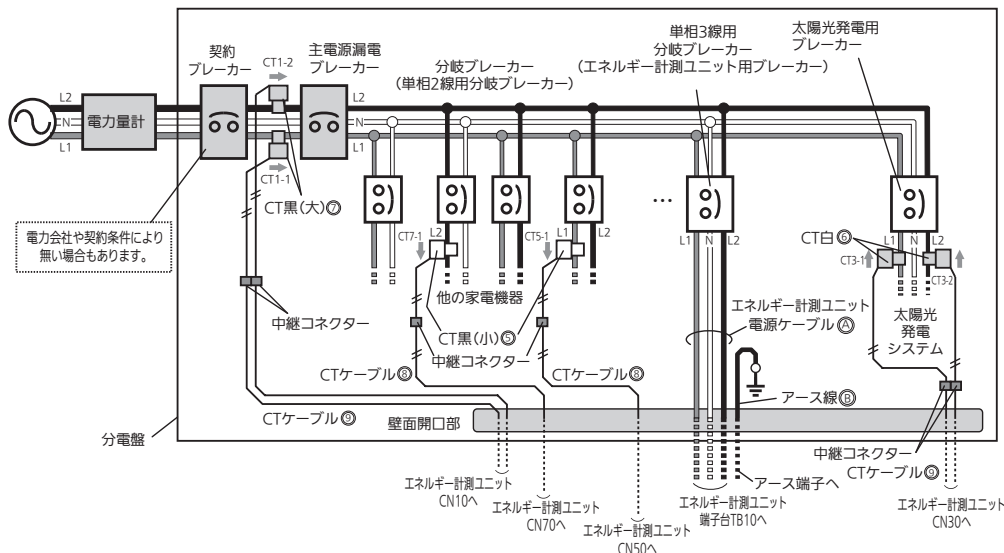 契約
ブレーカー
CT1-2
主電源漏電
ブレーカー
分岐ブレーカー
(単相2線用分岐ブレーカー)
単相3線用
分岐ブレーカー
(エネルギー計測ユニット用ブレーカー)
太陽光発電用
ブレーカー
L2
N
L1
電力量計
L2
N
L1
CT1-1
CT黒(大)⑦
電力会社や契約条件により
無い場合もあります。
CT7-1
L2
CT5-1
L1
L2
…
L1
N
L2
L1
N
L2
CT白⑥
CT3-1
CT3-2
他の家電機器
エネルギー計測ユニット
電源ケーブルⒶ
太陽光
発電
システム
中継コネクター
CT黒(小)⑤
中継コネクター
CTケーブル⑧
CTケーブル⑧
アース線Ⓑ
CTケーブル⑨
壁面開口部
分電盤
中継コネクター
CTケーブル⑨
アース端子へ
エネルギー計測ユニット
CN10へ
エネルギー計測ユニット
CN70へ
エネルギー計測ユニット
CN50へ
エネルギー計測ユニット
端子台TB10へ
エネルギー計測ユニット
CN30へ